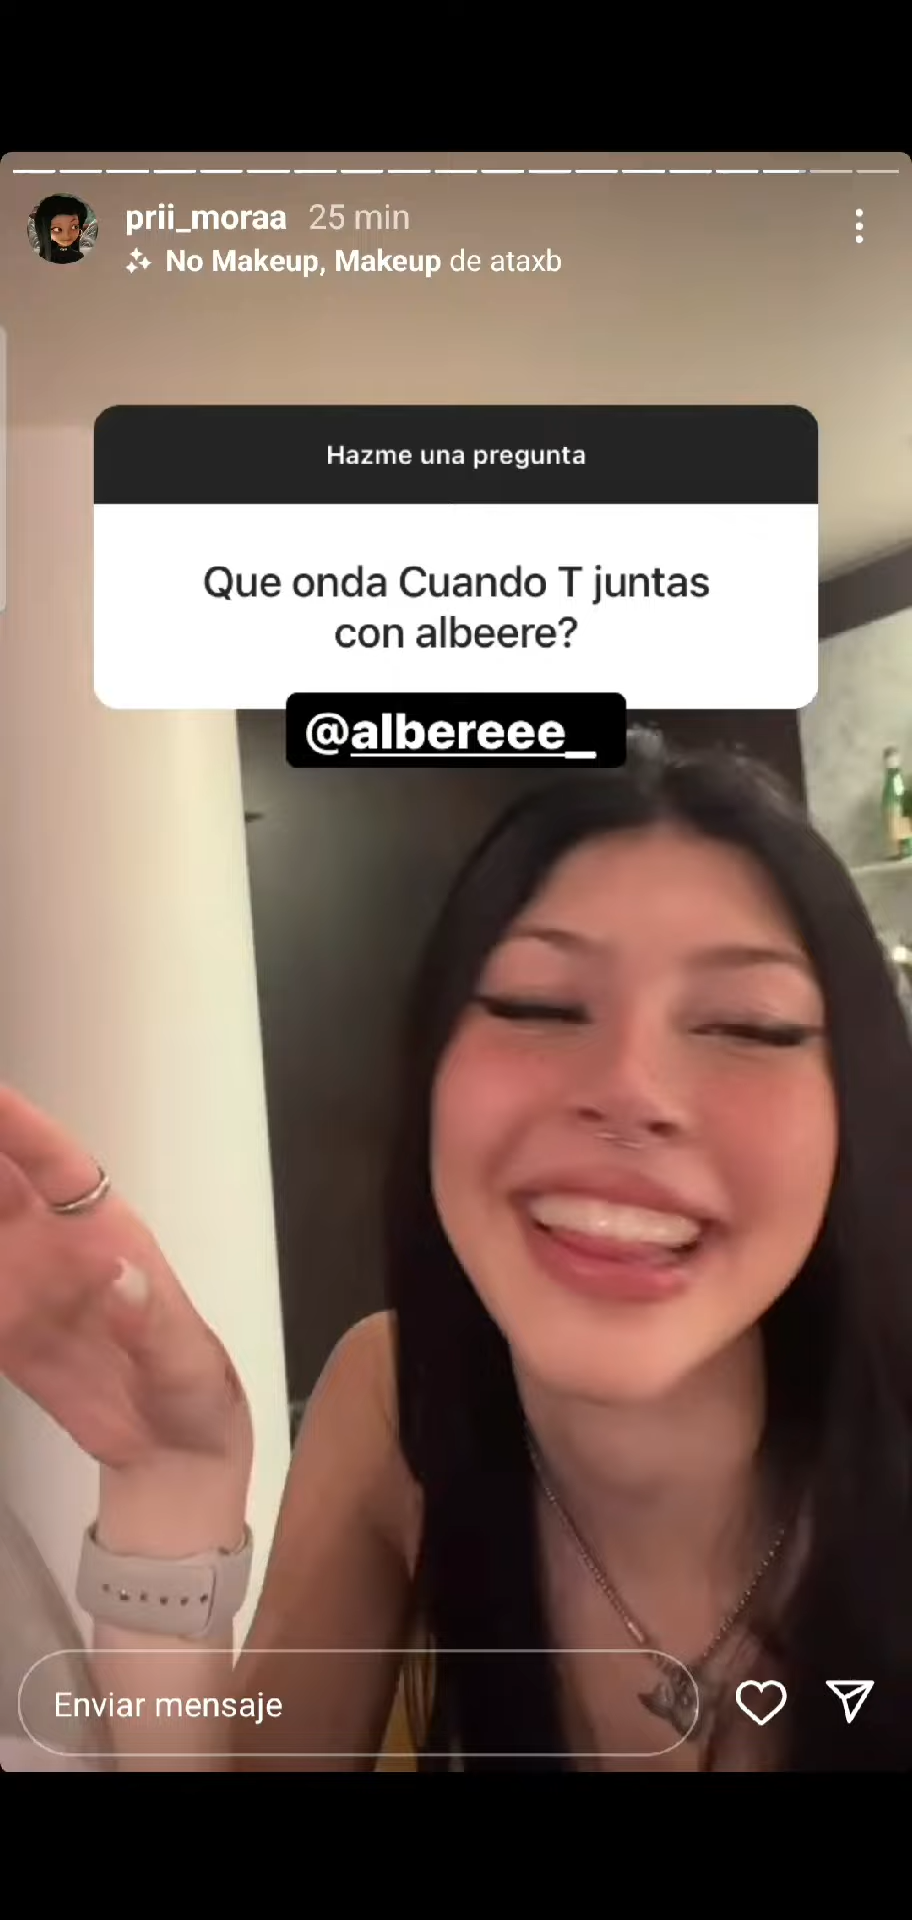 prii_moraa 25 min
No Makeup, Makeup de ataxb
Hazme una pregunta
Que onda Cuando T juntas
con albeere?
@albereee_
Enviar mensaje